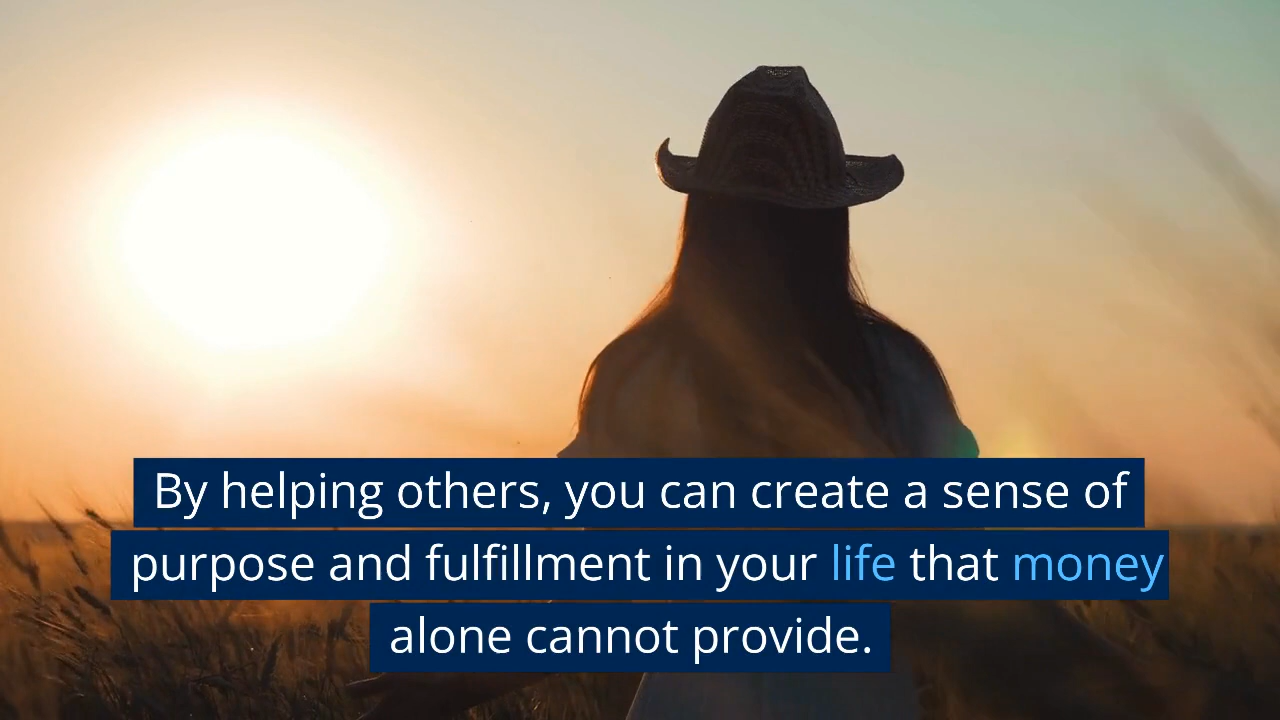 By helping others, you can create a sense of
purpose and fulfillment in your life that money
alone cannot provide.